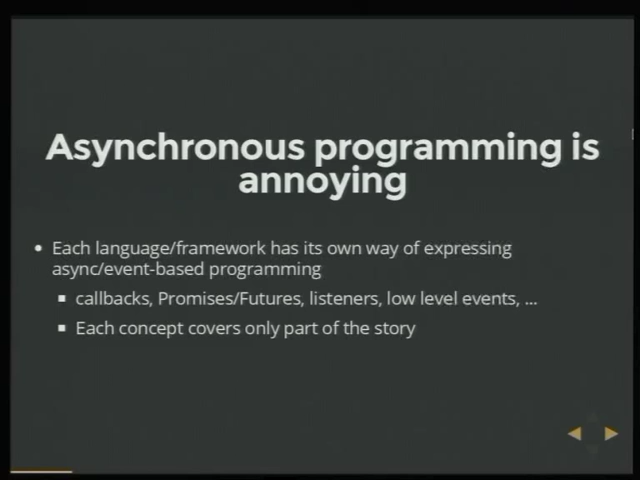 Asynchronous programming is
annoying
• Each language/framework has its own way of expressing
async/event-based programming
▪ callbacks, Promises/Futures, listeners, low level events, ...
▪ Each concept covers only part of the story